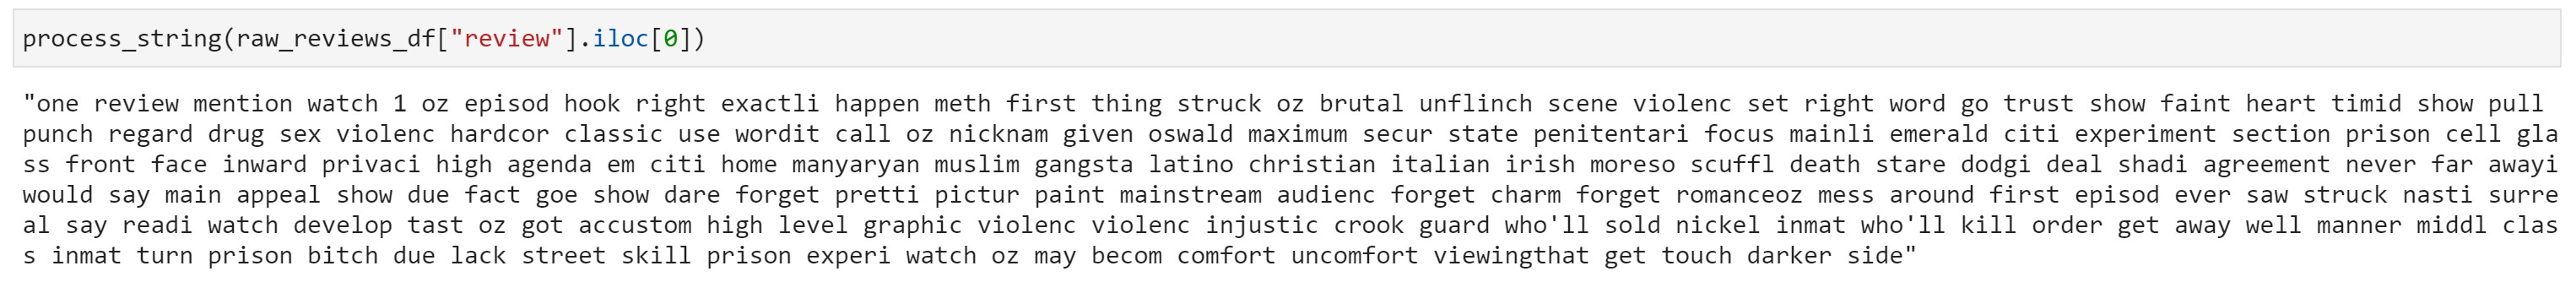 process_string(raw_reviews_df["review"].iloc[0])
"one review mention watch 1 oz episod hook right exactli happen meth first thing struck oz brutal unflinch scene violenc set right word go trust show faint heart timid show pull
punch regard drug sex violenc hardcor classic use wordit call oz nicknam given oswald maximum secur state penitentari focus mainli emerald citi experiment section prison cell gla
ss front face inward privaci high agenda em citi home manyaryan muslim gangsta latino christian italian irish moreso scuffl death stare dodgi deal shadi agreement never far awayi
would say main appeal show due fact goe show dare forget pretti pictur paint mainstream audienc forget charm forget romanceoz mess around first episod ever saw struck nasti surre
al say readi watch develop tast oz got accustom high level graphic violenc violenc injustic crook guard who'll sold nickel inmat who'll kill order get away well manner middl clas
s inmat turn prison bitch due lack street skill prison experi watch oz may becom comfort uncomfort viewingthat get touch darker side"